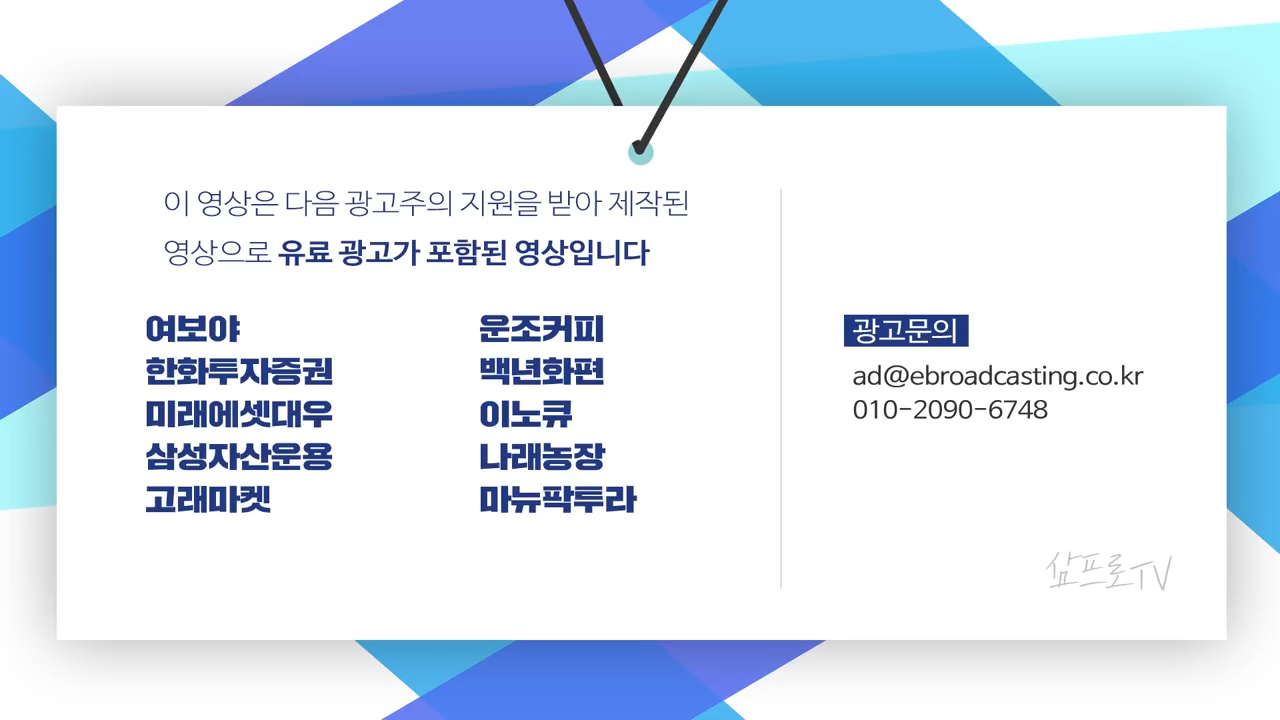 이 영상은 다음 광고주의 지원을 받아 제작된
영상으로 유료 광고가 포함된 영상입니다
여보야
한화투자증권
미래에셋대우
삼성자산운용
고래마켓
운조커피
백년화편
이노큐
나래농장
마뉴팍투라
광고문의
ad@ebroadcasting.co.kr
010-2090-6748
삼프로TV